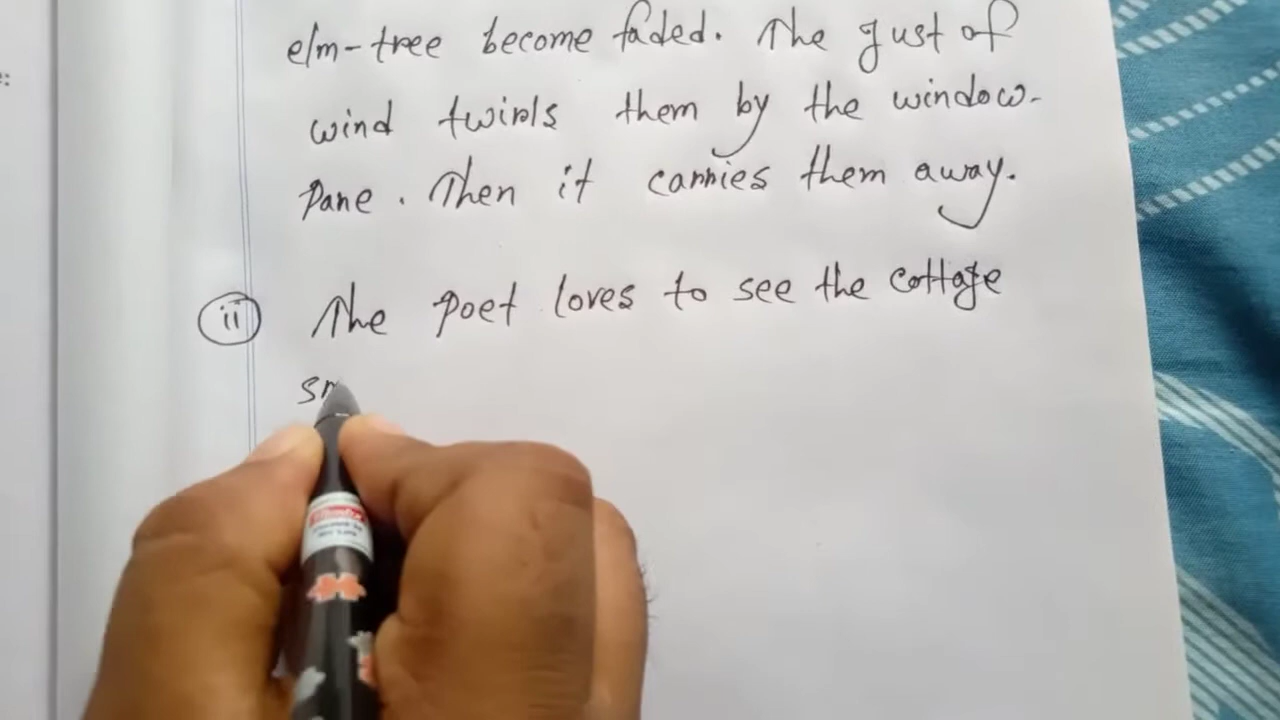 elm-tree become faded. The gust of
wind twirls them by the window-
pane. Then it carries them away.
ii The poet loves to see the cottage